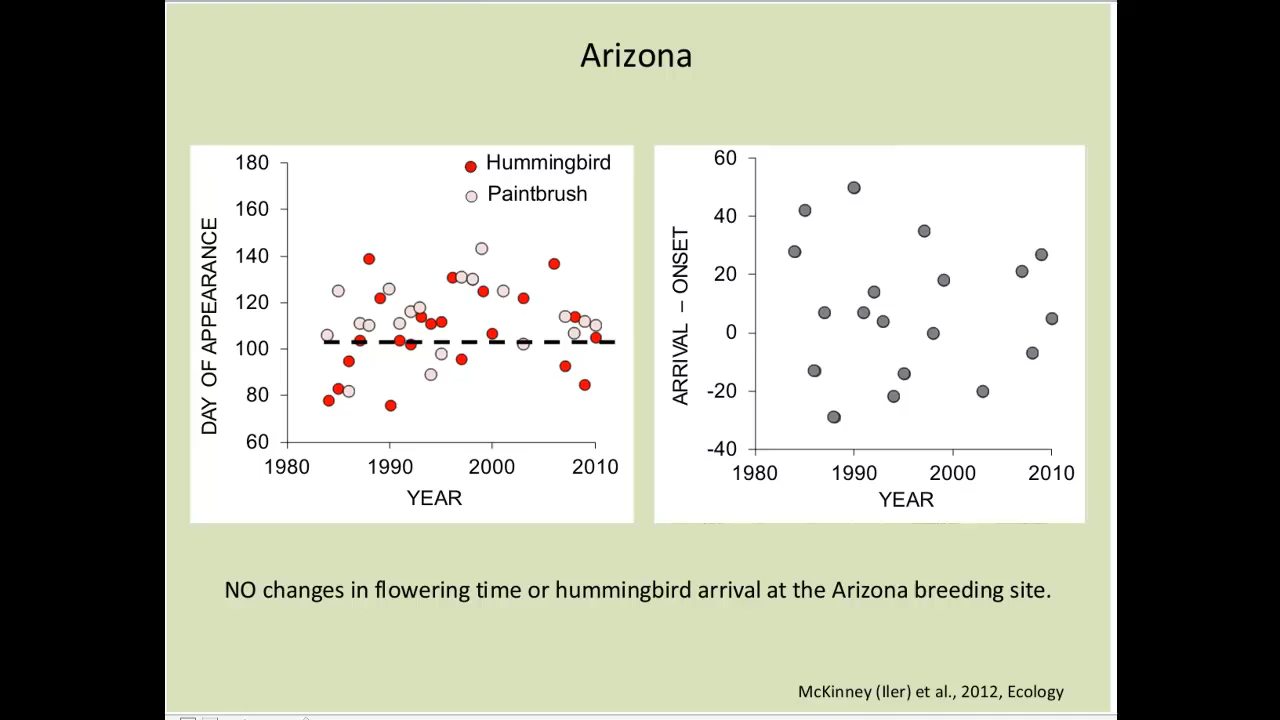 Arizona
180
160
140
120
100
80
60
1980
1990
2000
2010
DAY OF APPEARANCE
YEAR
Hummingbird
Paintbrush
60
40
20
0
-20
-40
1980
1990
2000
2010
ARRIVAL – ONSET
YEAR
NO changes in flowering time or hummingbird arrival at the Arizona breeding site.
McKinney (Iler) et al., 2012, Ecology